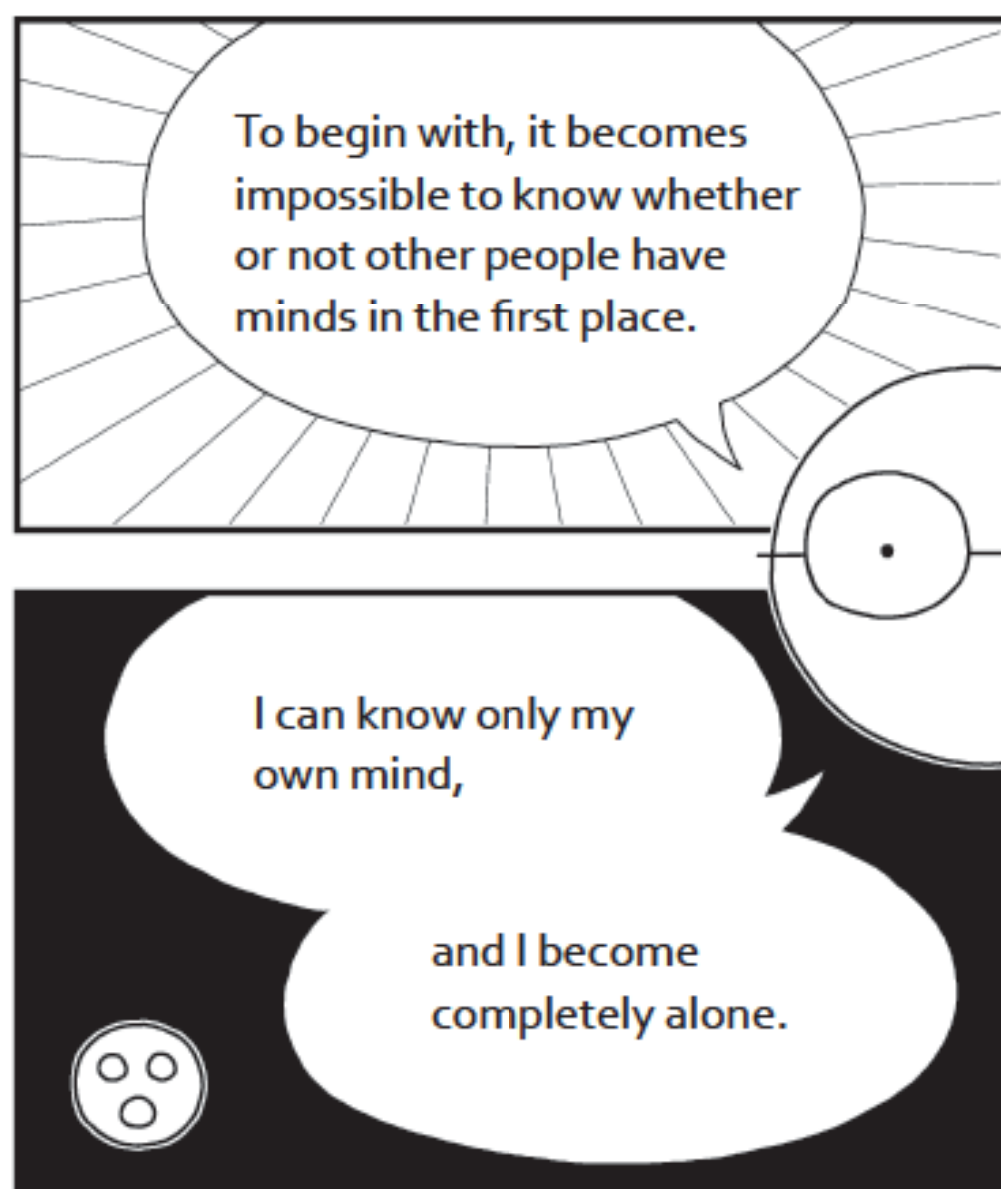 To begin with, it becomes
impossible to know whether
or not other people have
minds in the first place.
I can know only my
own mind,
and I become
completely alone.